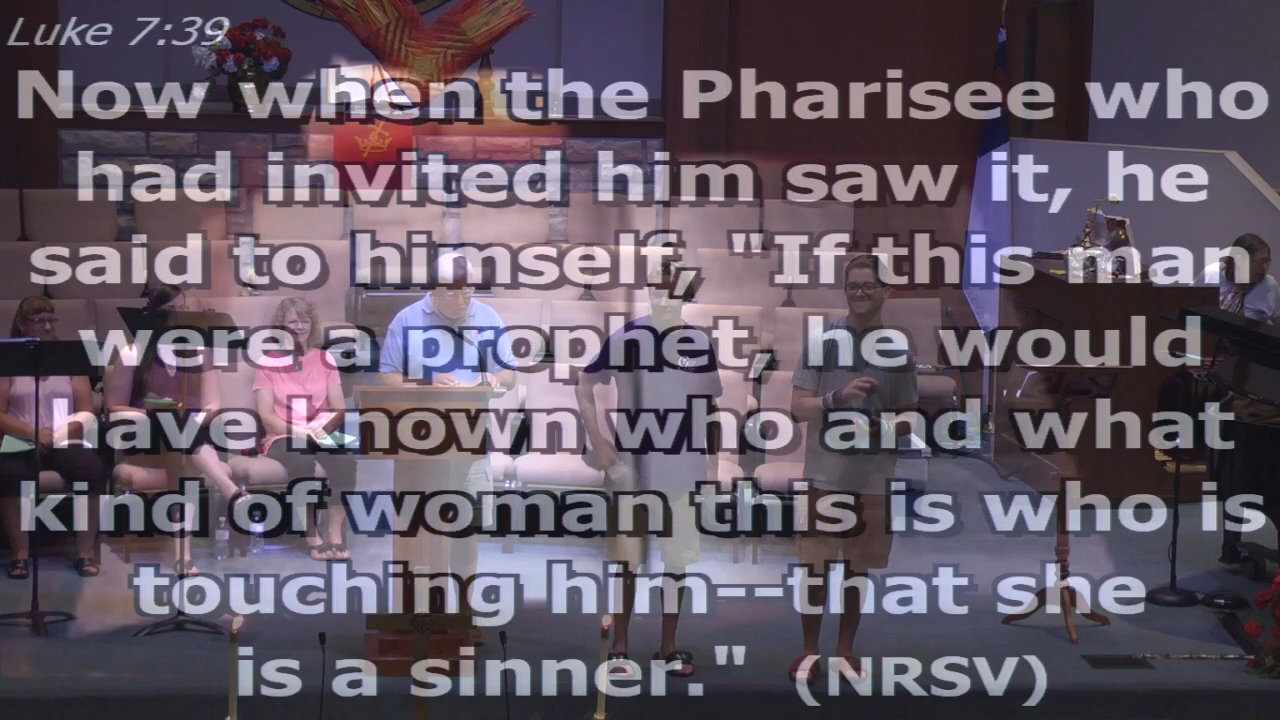 Luke 7:39
Now when the Pharisee who
had invited him saw it, he
said to himself, "If this man
were a prophet, he would
have known who and what
kind of woman this is who is
touching him--that she
is a sinner." (NRSV)